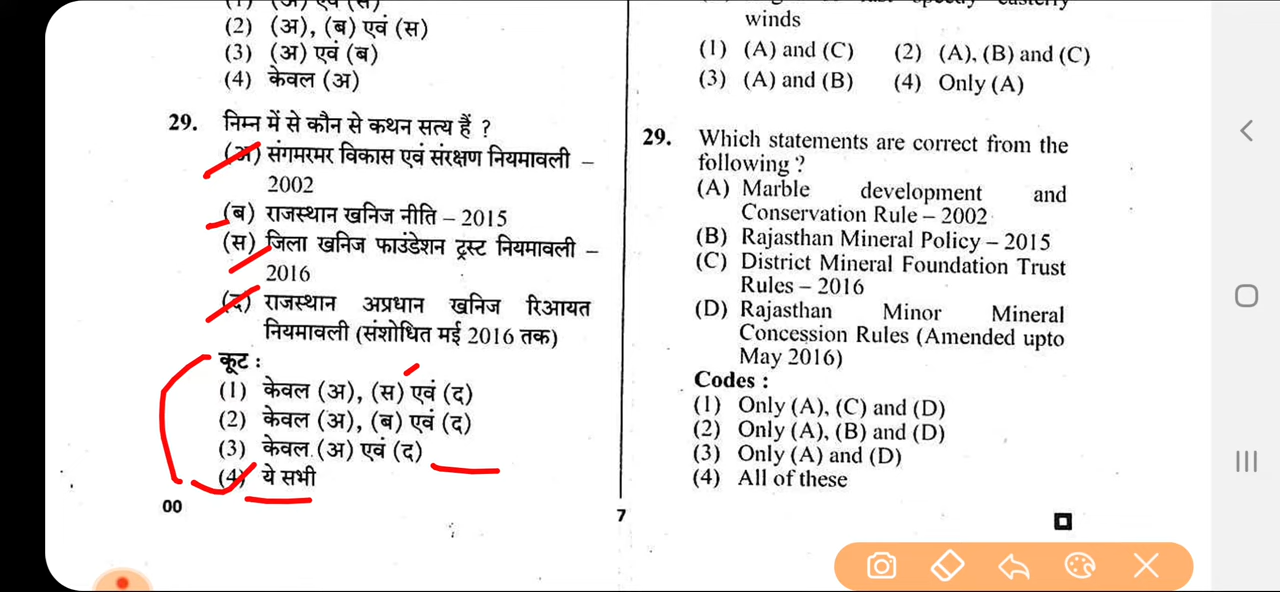 (2) (अ), (ब) एवं (स)
(3) (अ) एवं (ब)
(4) केवल (अ)
29. निम्न में से कौन से कथन सत्य हैं ?
(अ) संगमरमर विकास एवं संरक्षण नियमावली –
2002
(ब) राजस्थान खनिज नीति – 2015
(स) जिला खनिज फाउंडेशन ट्रस्ट नियमावली –
2016
(द) राजस्थान अप्रधान खनिज रिआयत
नियमावली (संशोधित मई 2016 तक)
कूट :
(1) केवल (अ), (स) एवं (द)
(2) केवल (अ), (ब) एवं (द)
(3) केवल (अ) एवं (द)
(4) ये सभी
00
winds
(1) (A) and (C) (2) (A), (B) and (C)
(3) (A) and (B) (4) Only (A)
29. Which statements are correct from the
following ?
(A) Marble development and
Conservation Rule – 2002
(B) Rajasthan Mineral Policy – 2015
(C) District Mineral Foundation Trust
Rules – 2016
(D) Rajasthan Minor Mineral
Concession Rules (Amended upto
May 2016)
Codes :
(1) Only (A), (C) and (D)
(2) Only (A), (B) and (D)
(3) Only (A) and (D)
(4) All of these
7